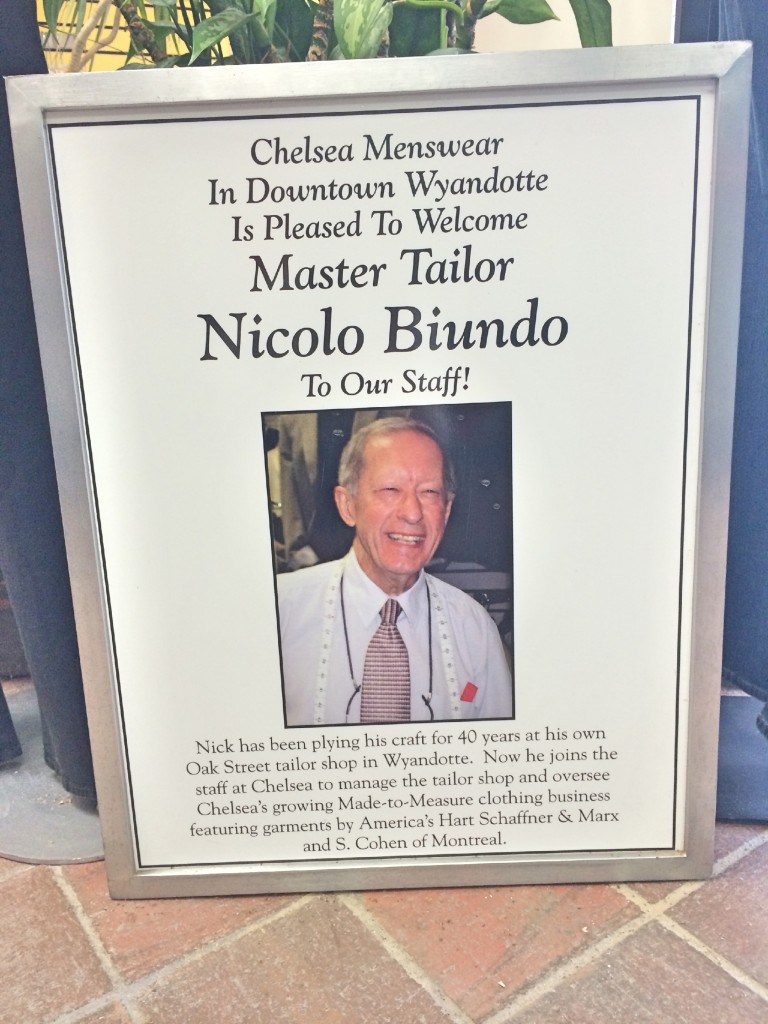 Chelsea Menswear
In Downtown Wyandotte
Is Pleased To Welcome
Master Tailor
Nicolo Biundo
To Our Staff!
Nick has been plying his craft for 40 years at his own
Oak Street tailor shop in Wyandotte. Now he joins the
staff at Chelsea to manage the tailor shop and oversee
Chelsea's growing Made-to-Measure clothing business
featuring garments by America's Hart Schaffner & Marx
and S. Cohen of Montreal.